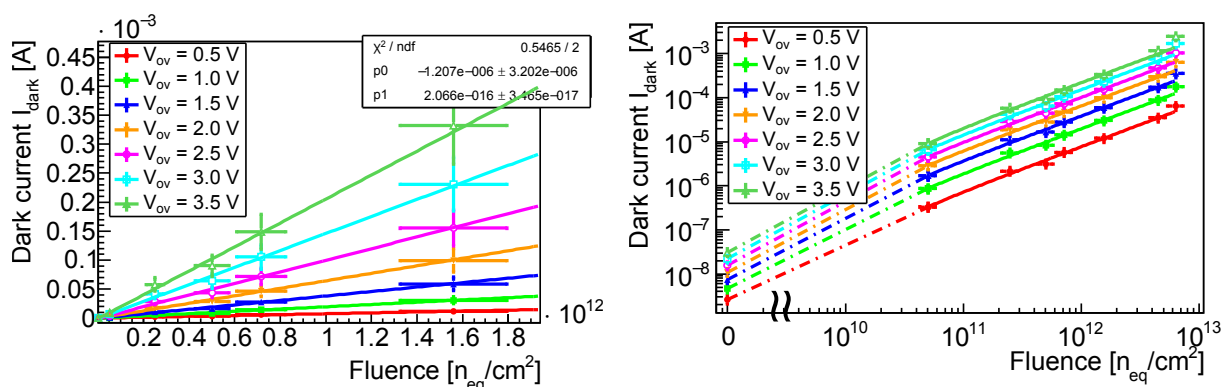 · 10⁻³
Dark current I_dark [A]
0.45
0.4
0.35
0.3
0.25
0.2
0.15
0.1
0.05
0
V_ov = 0.5 V
V_ov = 1.0 V
V_ov = 1.5 V
V_ov = 2.0 V
V_ov = 2.5 V
V_ov = 3.0 V
V_ov = 3.5 V
χ² / ndf 0.5465 / 2
p0 −1.207e−006 ± 3.202e−006
p1 2.066e−016 ± 3.465e−017
0.2 0.4 0.6 0.8 1 1.2 1.4 1.6 1.8
· 10¹²
Fluence [n_eq/cm²]
Dark current I_dark [A]
10⁻³
10⁻⁴
10⁻⁵
10⁻⁶
10⁻⁷
10⁻⁸
V_ov = 0.5 V
V_ov = 1.0 V
V_ov = 1.5 V
V_ov = 2.0 V
V_ov = 2.5 V
V_ov = 3.0 V
V_ov = 3.5 V
0 10¹⁰ 10¹¹ 10¹² 10¹³
Fluence [n_eq/cm²]